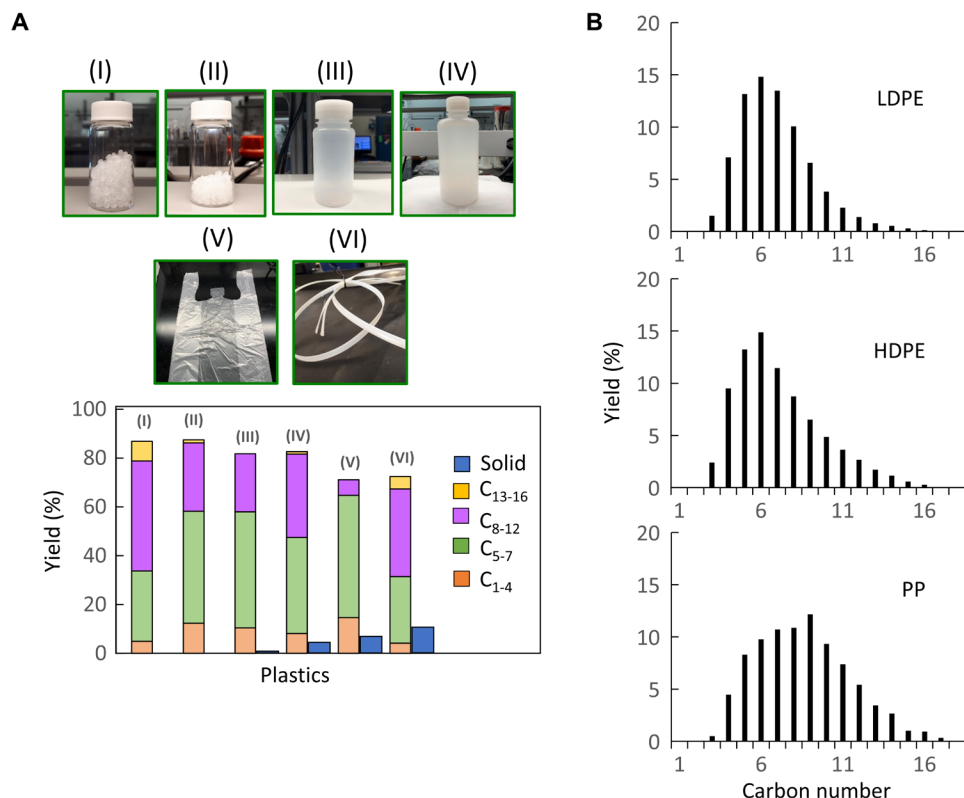 A
(I)
(II)
(III)
(IV)
(V)
(VI)
100
80
60
40
20
0
Yield (%)
(I)
(II)
(III)
(IV)
(V)
(VI)
Solid
C13-16
C8-12
C5-7
C1-4
Plastics
B
20
15
10
5
0
LDPE
1
6
11
16
20
15
10
5
0
HDPE
Yield (%)
1
6
11
16
20
15
10
5
0
PP
1
6
11
16
Carbon number